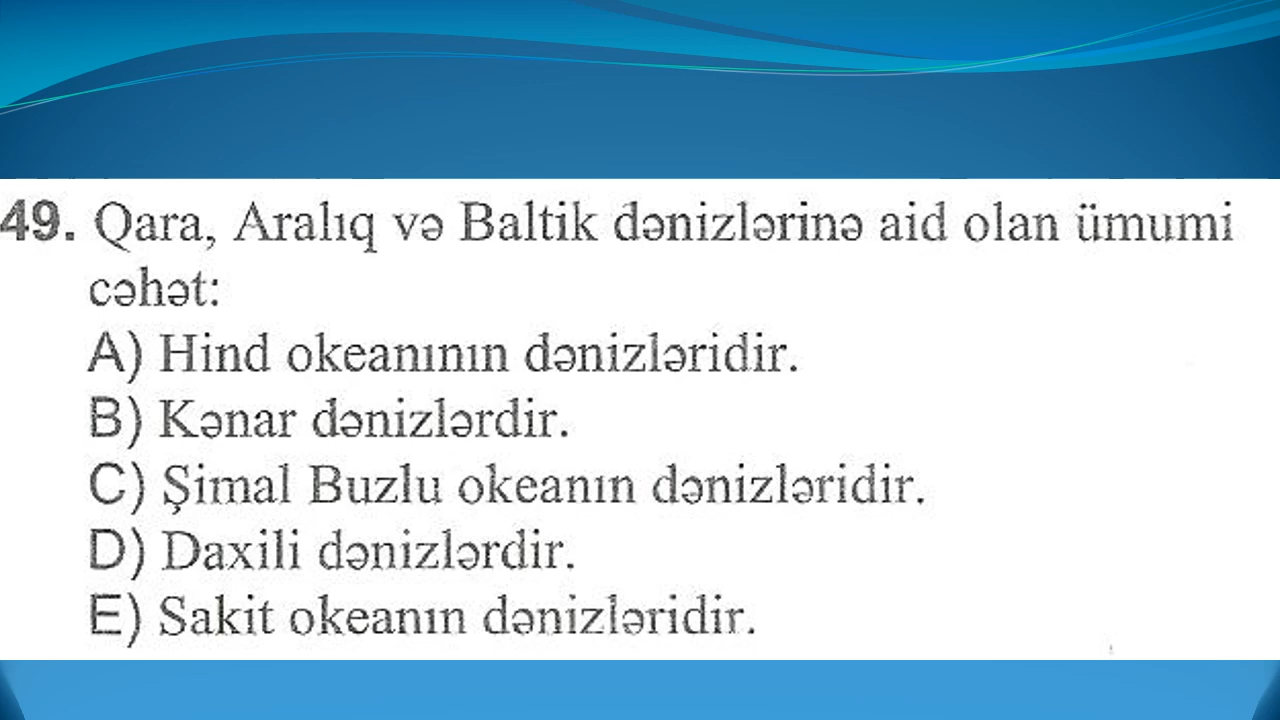 49. Qara, Aralıq və Baltik dənizlərinə aid olan ümumi
cəhət:
A) Hind okeanının dənizləridir.
B) Kənar dənizlərdir.
C) Şimal Buzlu okeanın dənizləridir.
D) Daxili dənizlərdir.
E) Sakit okeanın dənizləridir.